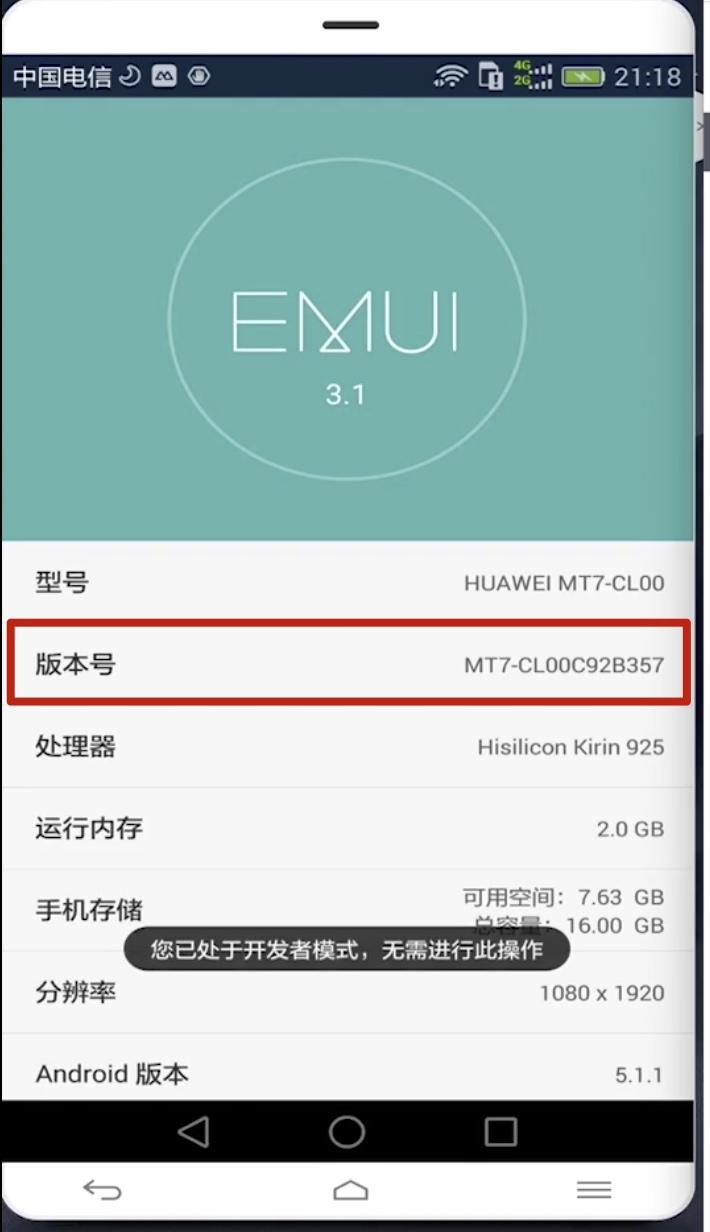 中国电信 4G 2G 21:18
EMUI
3.1
型号 HUAWEI MT7-CL00
版本号 MT7-CL00C92B357
处理器 Hisilicon Kirin 925
运行内存 2.0 GB
手机存储 可用空间：7.63 GB
总容量：16.00 GB
您已处于开发者模式，无需进行此操作
分辨率 1080 x 1920
Android 版本 5.1.1